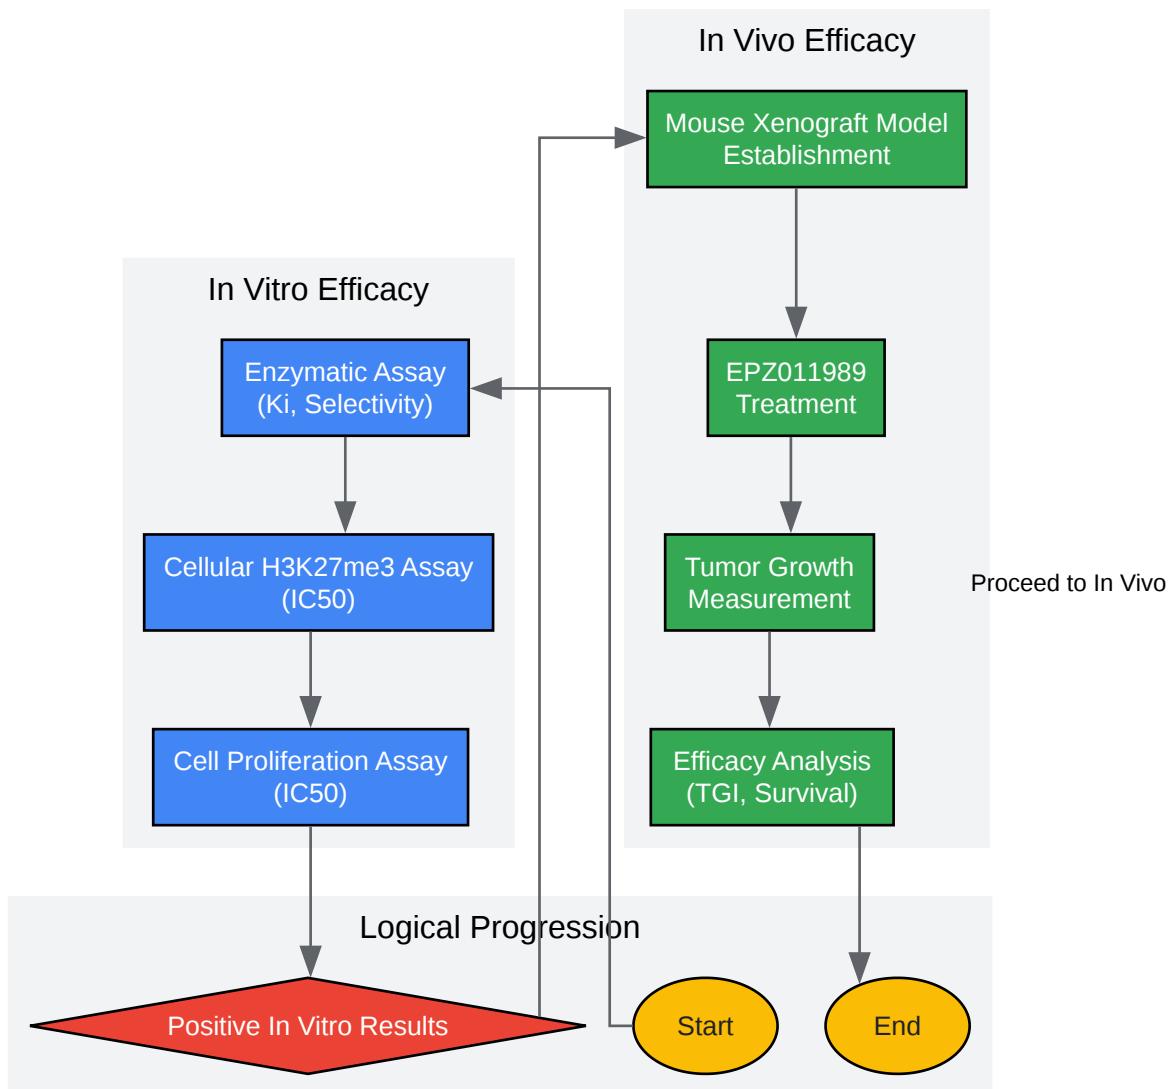 In Vivo Efficacy
Mouse Xenograft Model
Establishment
In Vitro Efficacy
Enzymatic Assay
(Ki, Selectivity)
EPZ011989
Treatment
Cellular H3K27me3 Assay
(IC50)
Tumor Growth
Measurement
Proceed to In Vivo
Cell Proliferation Assay
(IC50)
Efficacy Analysis
(TGI, Survival)
Logical Progression
Positive In Vitro Results
Start
End